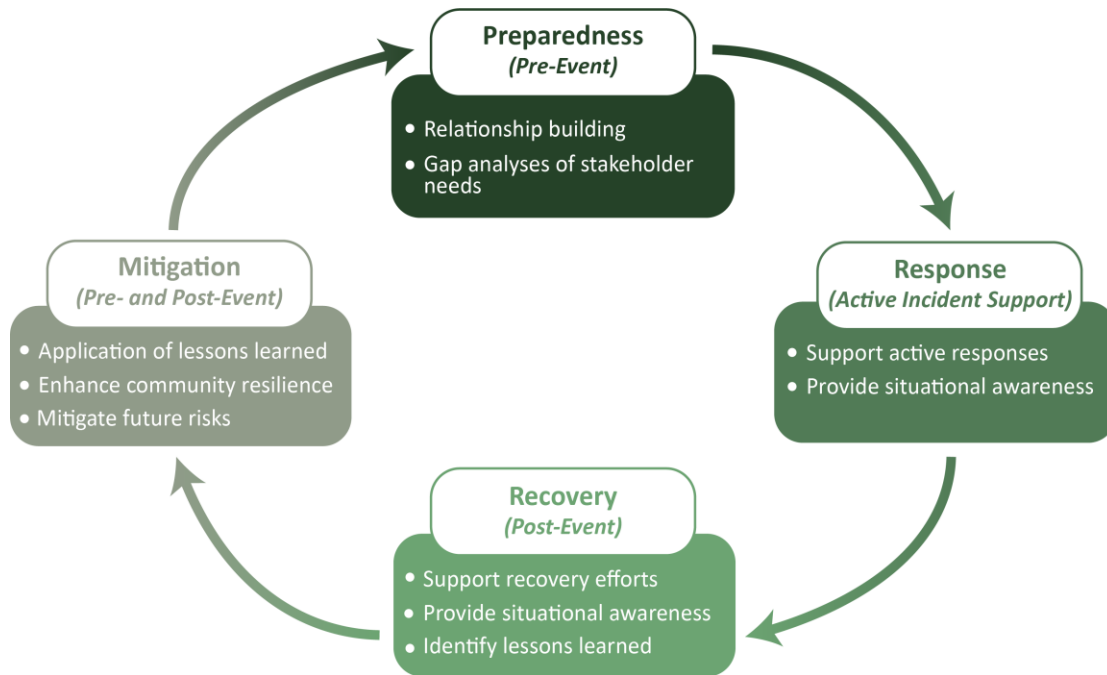 Preparedness
(Pre-Event)
• Relationship building
• Gap analyses of stakeholder
needs
Response
(Active Incident Support)
• Support active responses
• Provide situational awareness
Recovery
(Post-Event)
• Support recovery efforts
• Provide situational awareness
• Identify lessons learned
Mitigation
(Pre- and Post-Event)
• Application of lessons learned
• Enhance community resilience
• Mitigate future risks